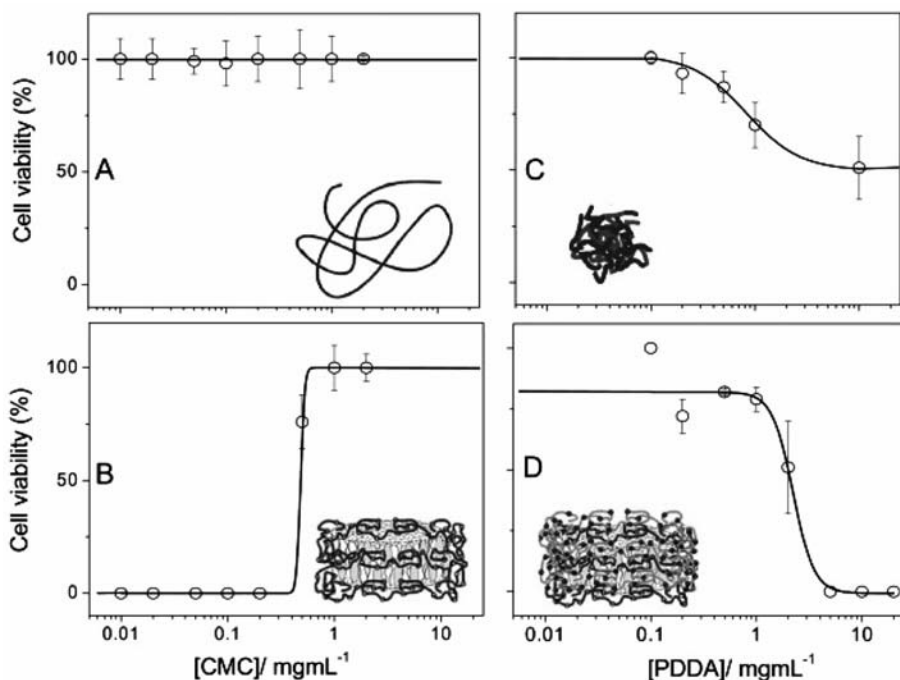 100
50
0
Cell viability (%)
A
C
100
50
0
Cell viability (%)
B
D
0.01 0.1 1 10
0.01 0.1 1 10
[CMC]/ mgmL⁻¹
[PDDA]/ mgmL⁻¹